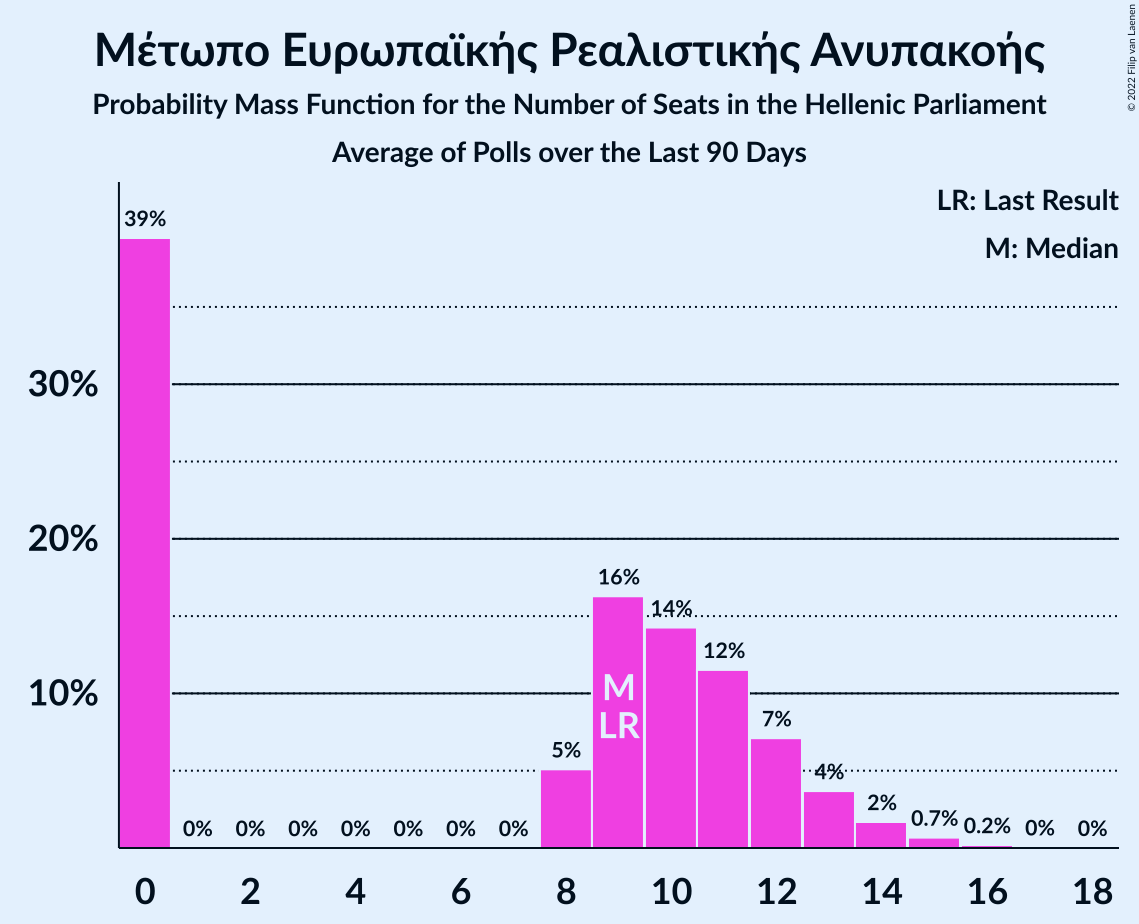 Μέτωπο Ευρωπαϊκής Ρεαλιστικής Ανυπακοής
Probability Mass Function for the Number of Seats in the Hellenic Parliament
Average of Polls over the Last 90 Days
© 2022 Filip van Laenen
LR: Last Result
M: Median
39%
30%
20%
16%
14%
12%
10%
M
LR
7%
5%
4%
2%
0.7%
0.2%
0% 0% 0% 0% 0% 0% 0% 0% 0%
0 2 4 6 8 10 12 14 16 18